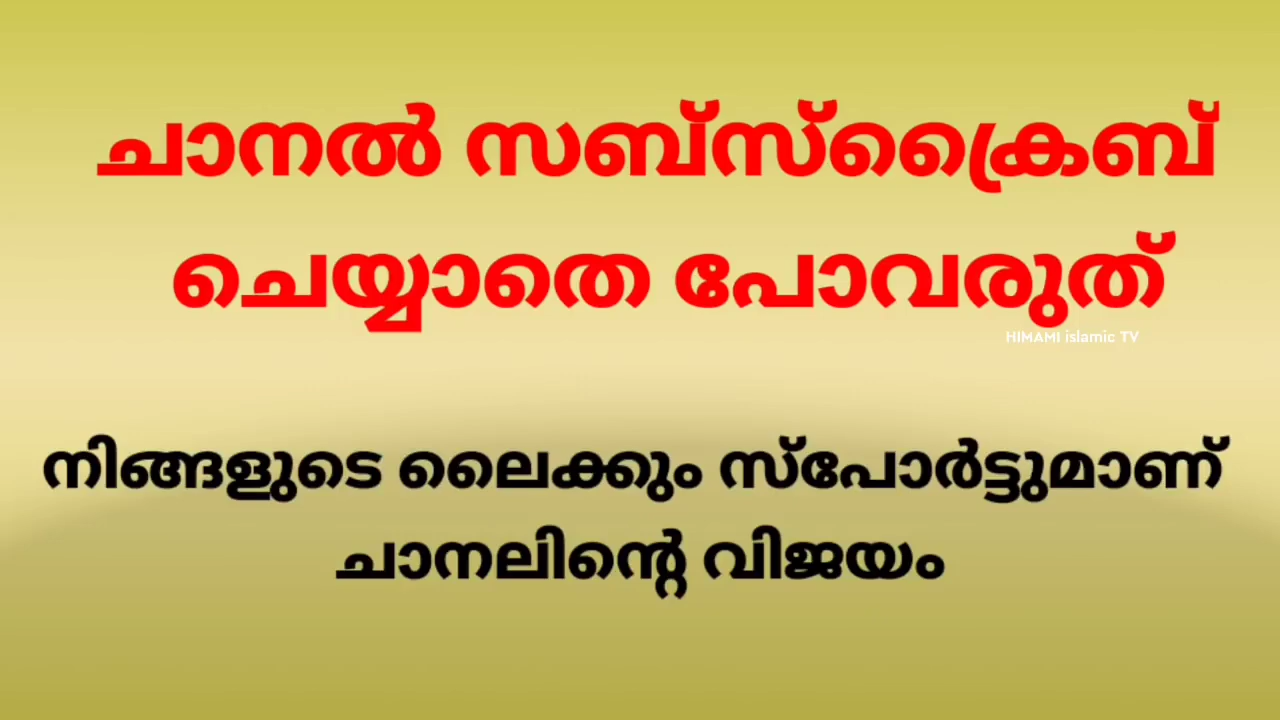 ചാനൽ സബ്സ്ക്രൈബ്
ചെയ്യാതെ പോവരുത്
HIMAMI islamic TV
നിങ്ങളുടെ ലൈക്കും സ്പോർട്ടുമാണ്
ചാനലിന്റെ വിജയം